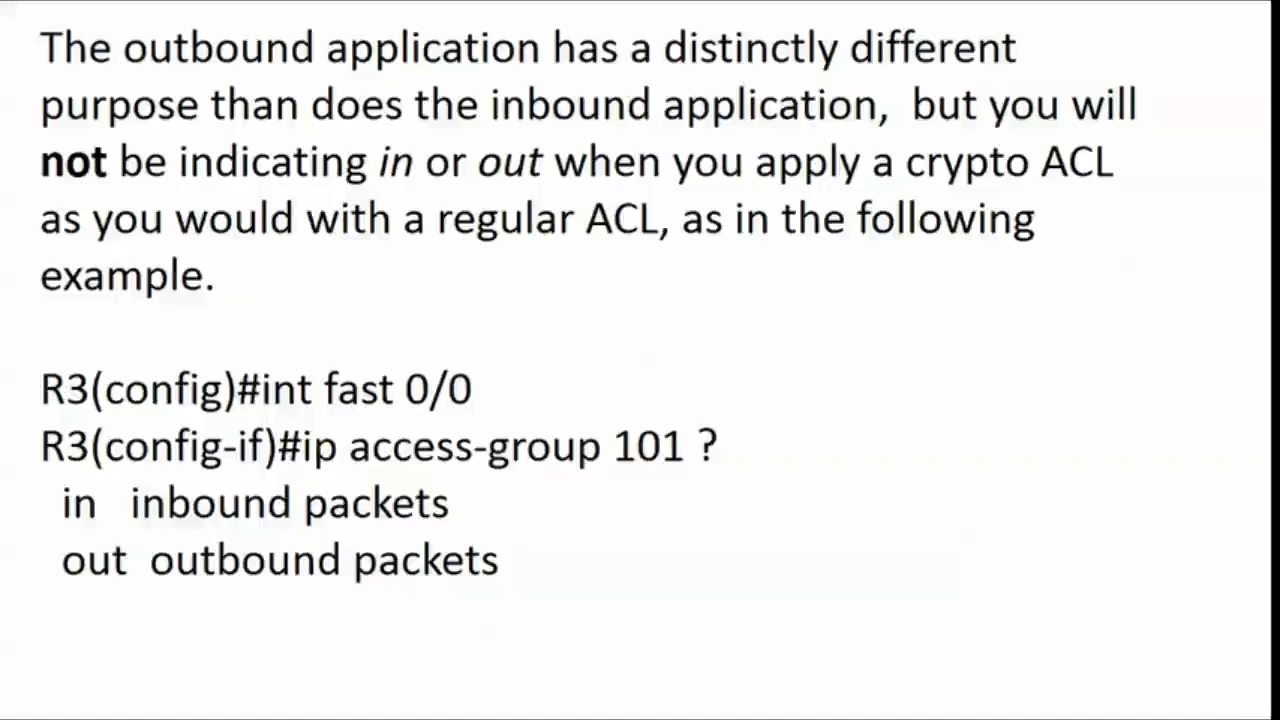 The outbound application has a distinctly different
purpose than does the inbound application,  but you will
not be indicating in or out when you apply a crypto ACL
as you would with a regular ACL, as in the following
example.
R3(config)#int fast 0/0
R3(config-if)#ip access-group 101 ?
in   inbound packets
out  outbound packets